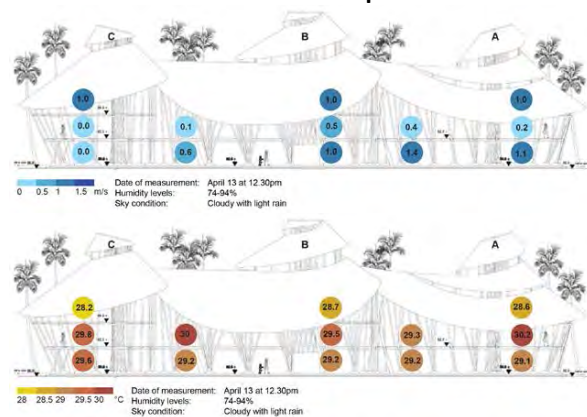 C B A
1.0 1.0 1.0
0.0 0.1 0.5 0.4 0.2
0.0 0.6 1.0 1.4 1.1
0 0.5 1 1.5 m/s
Date of measurement: April 13 at 12.30pm
Humidity levels: 74-94%
Sky condition: Cloudy with light rain
C B A
28.2 28.7 28.6
29.8 30 29.5 29.3 30.2
29.6 29.2 29.2 29.2 29.1
28 28.5 29 29.5 30 °C
Date of measurement: April 13 at 12.30pm
Humidity levels: 74-94%
Sky condition: Cloudy with light rain